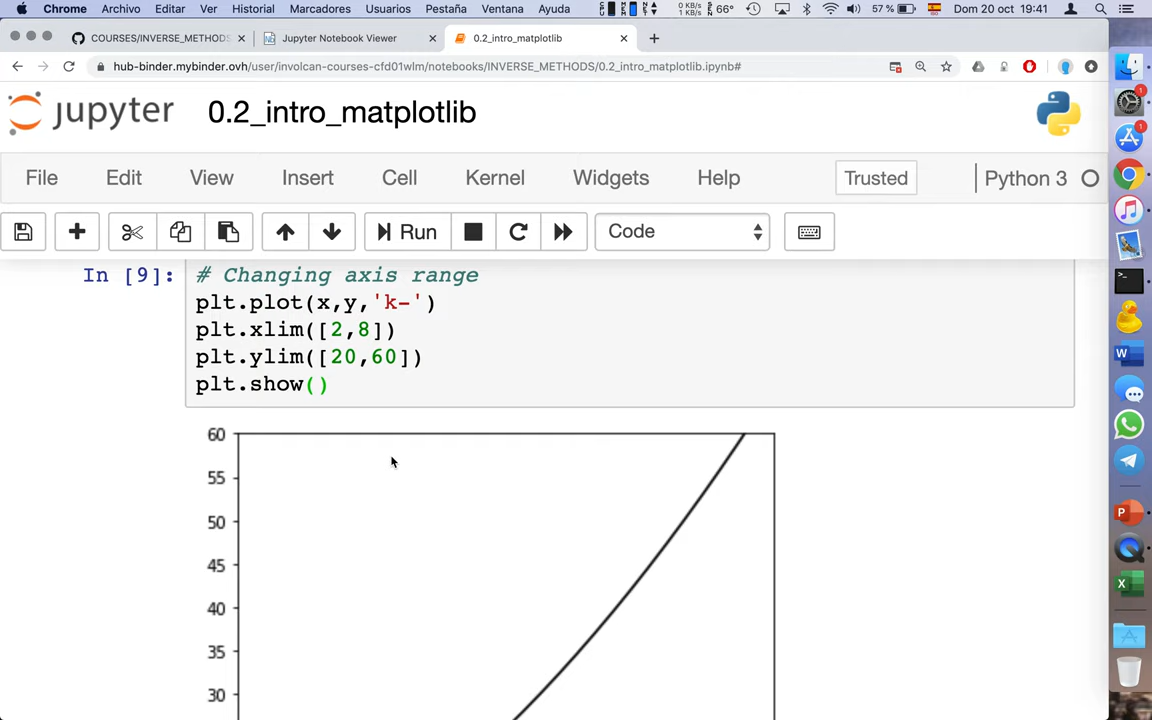 Chrome Archivo Editar Ver Historial Marcadores Usuarios Pestaña Ventana Ayuda 0 KB/s 1 KB/s 66° 57 % Dom 20 oct 19:41
COURSES/INVERSE_METHODS Jupyter Notebook Viewer 0.2_intro_matplotlib
hub-binder.mybinder.ovh/user/involcan-courses-cfd01wlm/notebooks/INVERSE_METHODS/0.2_intro_matplotlib.ipynb#
jupyter 0.2_intro_matplotlib
File Edit View Insert Cell Kernel Widgets Help Trusted Python 3
Run Code
In [9]: # Changing axis range
plt.plot(x,y,'k-')
plt.xlim([2,8])
plt.ylim([20,60])
plt.show()
60
55
50
45
40
35
30